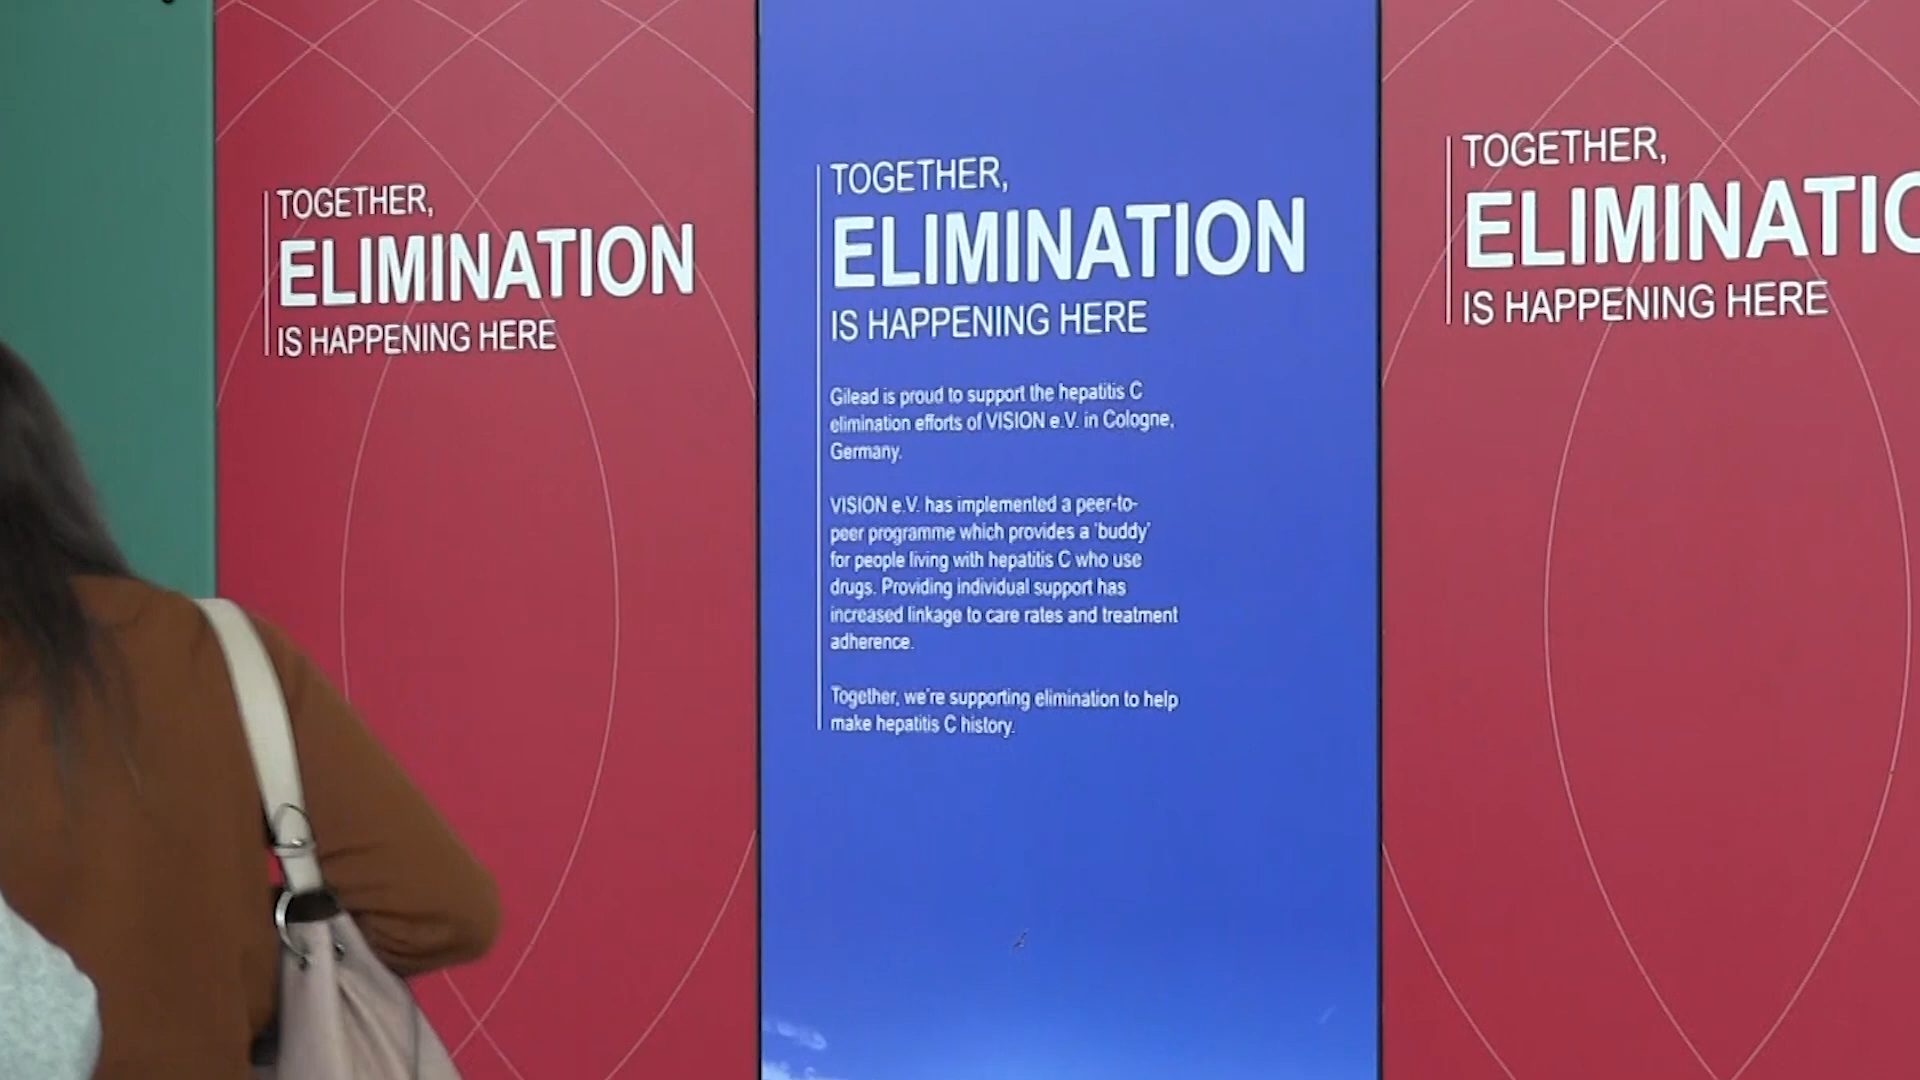 TOGETHER,
ELIMINATION
IS HAPPENING HERE
TOGETHER,
ELIMINATION
IS HAPPENING HERE
Gilead is proud to support the hepatitis C
elimination efforts of VISION e.V. in Cologne,
Germany.
VISION e.V. has implemented a peer-to-
peer programme which provides a 'buddy'
for people living with hepatitis C who use
drugs. Providing individual support has
increased linkage to care rates and treatment
adherence.
Together, we're supporting elimination to help
make hepatitis C history.
TOGETHER,
ELIMINATIO
IS HAPPENING HERE